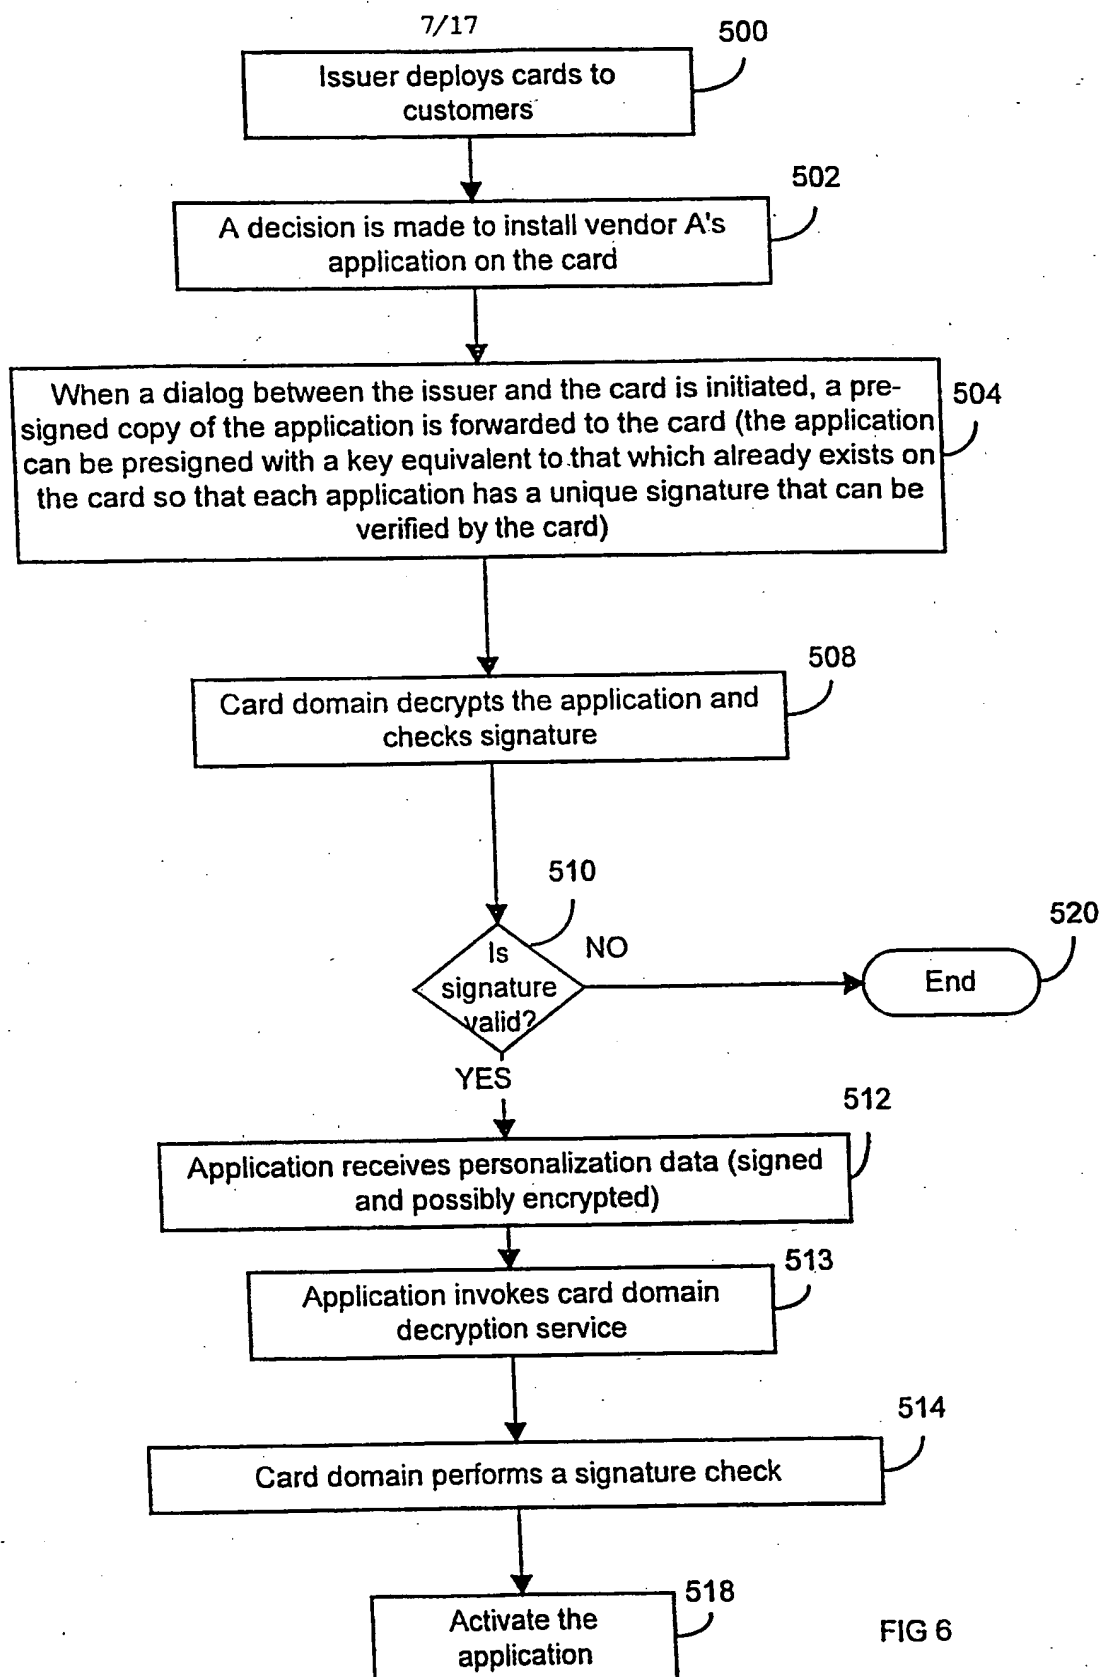 7/17
500
Issuer deploys cards to
customers
502
A decision is made to install vendor A's
application on the card
504
When a dialog between the issuer and the card is initiated, a pre-
signed copy of the application is forwarded to the card (the application
can be presigned with a key equivalent to that which already exists on
the card so that each application has a unique signature that can be
verified by the card)
508
Card domain decrypts the application and
checks signature
510
Is
signature
valid?
NO
520
End
YES
512
Application receives personalization data (signed
and possibly encrypted)
513
Application invokes card domain
decryption service
514
Card domain performs a signature check
518
Activate the
application
FIG 6